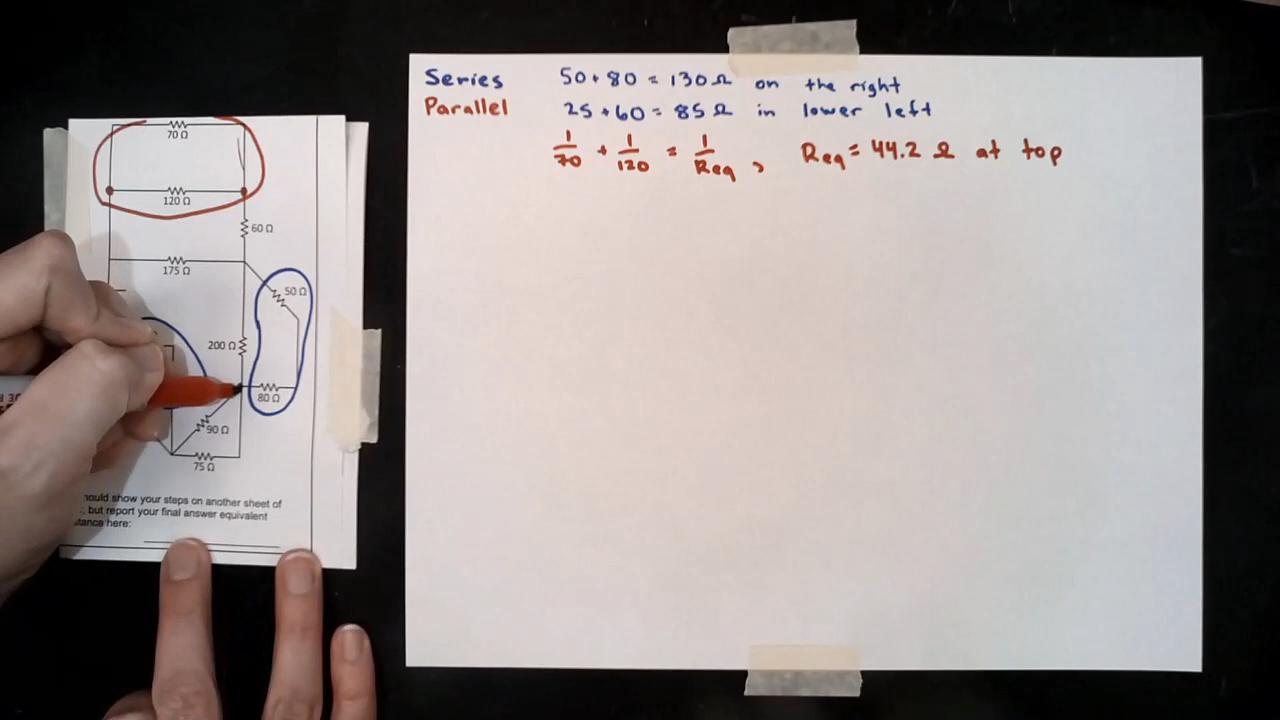 Series 50 + 80 = 130 Ω on the right
Parallel 25 + 60 = 85 Ω in lower left
1/70 + 1/120 = 1/Req , Req = 44.2 Ω at top
70 Ω
120 Ω
60 Ω
175 Ω
50 Ω
200 Ω
80 Ω
90 Ω
75 Ω
should show your steps on another sheet of
, but report your final answer equivalent
here: